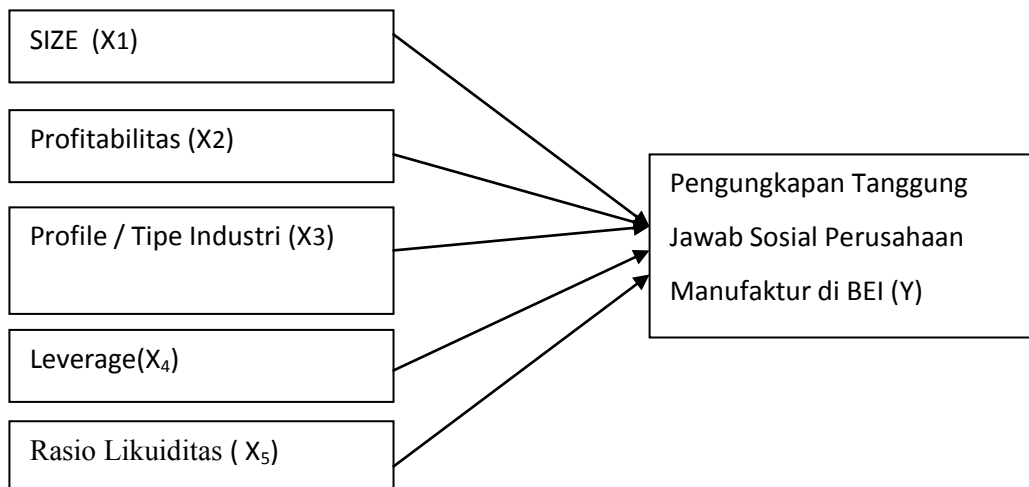 SIZE (X1)
Profitabilitas (X2)
Profile / Tipe Industri (X3)
Leverage(X₄)
Rasio Likuiditas ( X₅)
Pengungkapan Tanggung
Jawab Sosial Perusahaan
Manufaktur di BEI (Y)